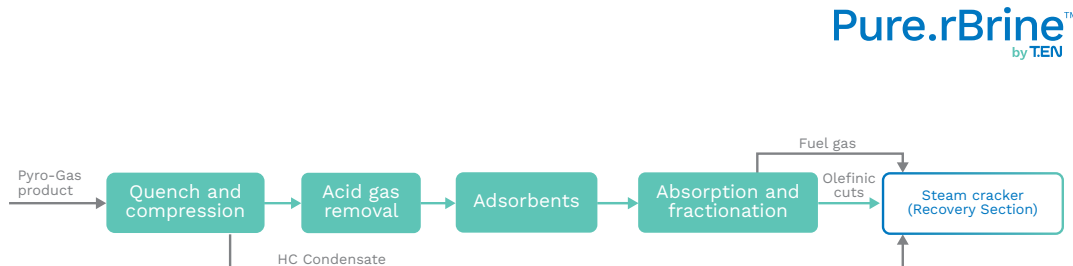 Pure.rBrine™
by T.EN
Fuel gas
Pyro-Gas
product
Quench and
compression
Acid gas
removal
Adsorbents
Absorption and
fractionation
Olefinic
cuts
Steam cracker
(Recovery Section)
HC Condensate